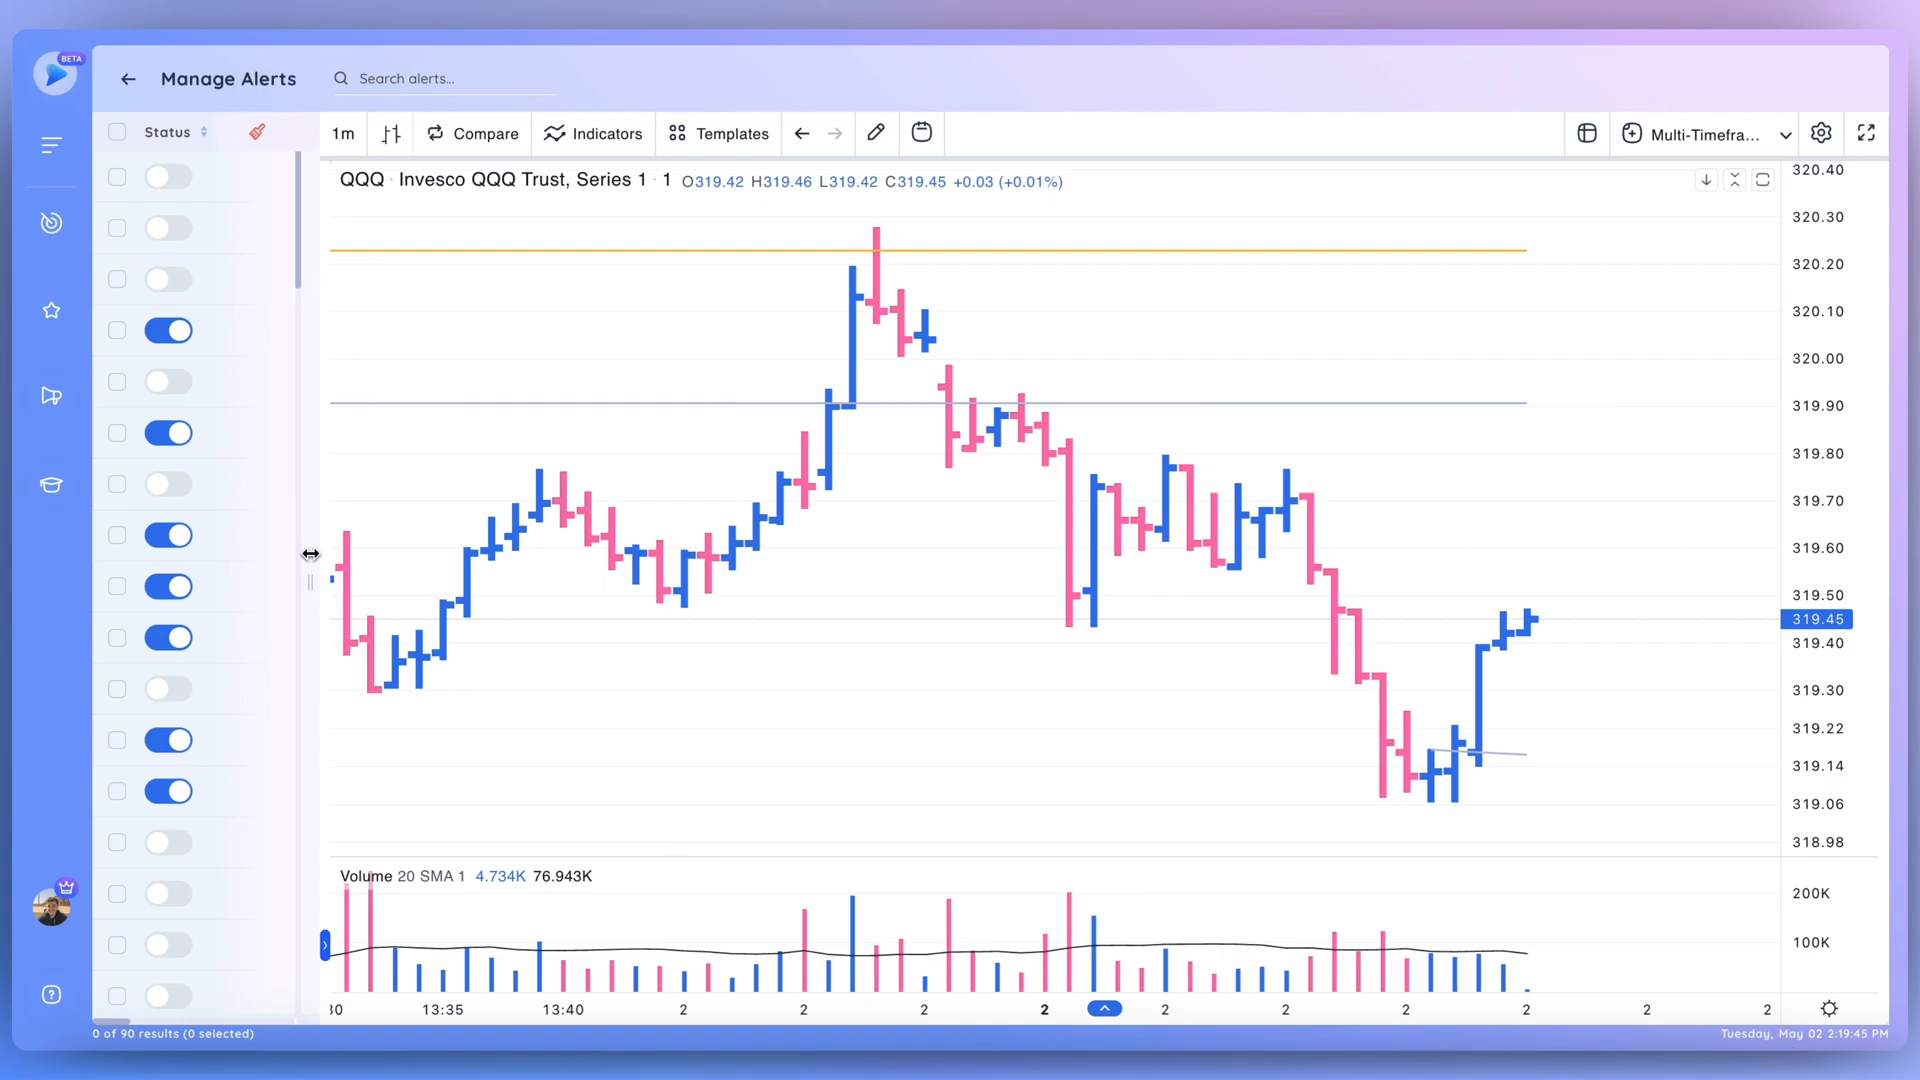 BETA
Manage Alerts
Search alerts...
Status
1m
Compare
Indicators
Templates
Multi-Timefra...
QQQ · Invesco QQQ Trust, Series 1 · 1 O319.42 H319.46 L319.42 C319.45 +0.03 (+0.01%)
320.40
320.30
320.20
320.10
320.00
319.90
319.80
319.70
319.60
319.50
319.45
319.40
319.30
319.22
319.14
319.06
318.98
Volume 20 SMA 1 4.734K 76.943K
200K
100K
30 13:35 13:40 2 2 2 2 2 2 2 2 2 2
0 of 90 results (0 selected)
Tuesday, May 02 2:19:45 PM